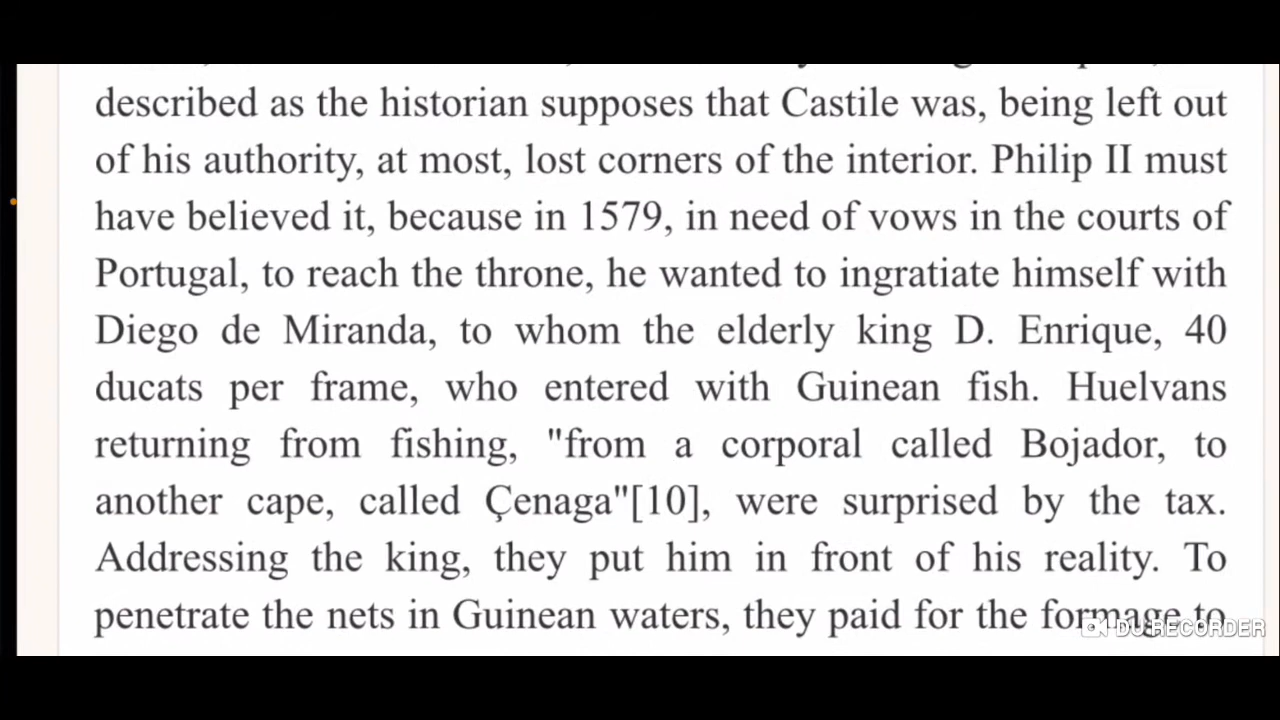 described as the historian supposes that Castile was, being left out
of his authority, at most, lost corners of the interior. Philip II must
have believed it, because in 1579, in need of vows in the courts of
Portugal, to reach the throne, he wanted to ingratiate himself with
Diego de Miranda, to whom the elderly king D. Enrique, 40
ducats per frame, who entered with Guinean fish. Huelvans
returning from fishing, "from a corporal called Bojador, to
another cape, called Çenaga"[10], were surprised by the tax.
Addressing the king, they put him in front of his reality. To
penetrate the nets in Guinean waters, they paid for the formage to
DU RECORDER